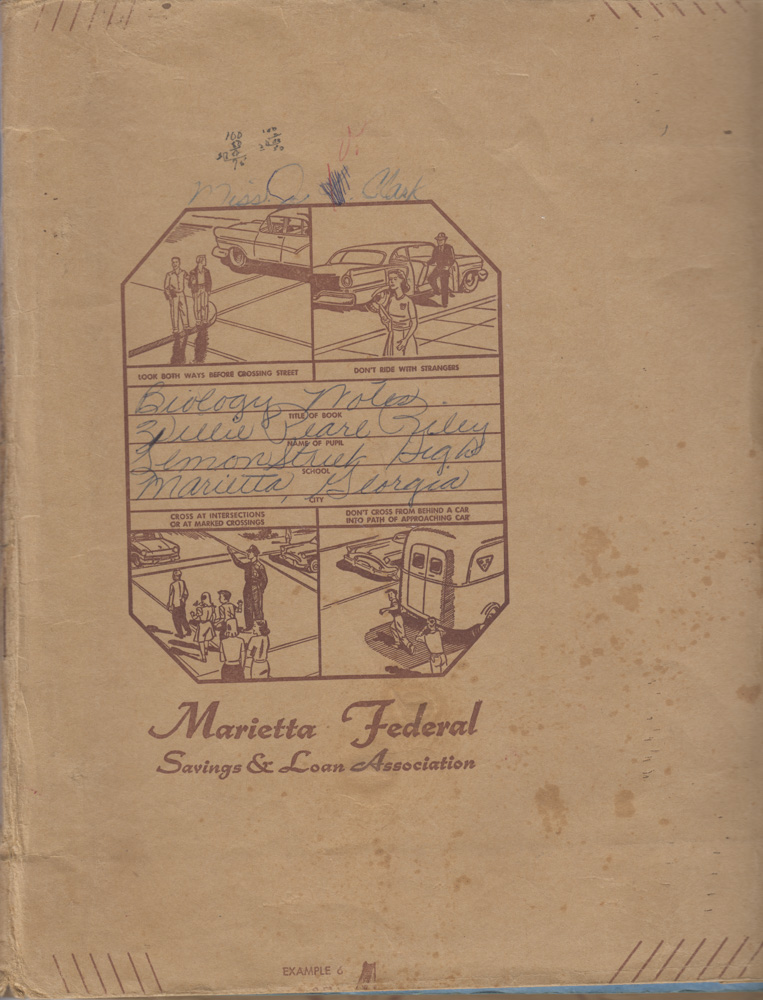 100
Miss J. Clark
LOOK BOTH WAYS BEFORE CROSSING STREET
DON'T RIDE WITH STRANGERS
Biology Notes
TITLE OF BOOK
Willie Pearl Riley
NAME OF PUPIL
Lemon Street High
SCHOOL
Marietta, Georgia
CITY
CROSS AT INTERSECTIONS
OR AT MARKED CROSSINGS
DON'T CROSS FROM BEHIND A CAR
INTO PATH OF APPROACHING CAR
Marietta Federal
Savings & Loan Association
EXAMPLE 6